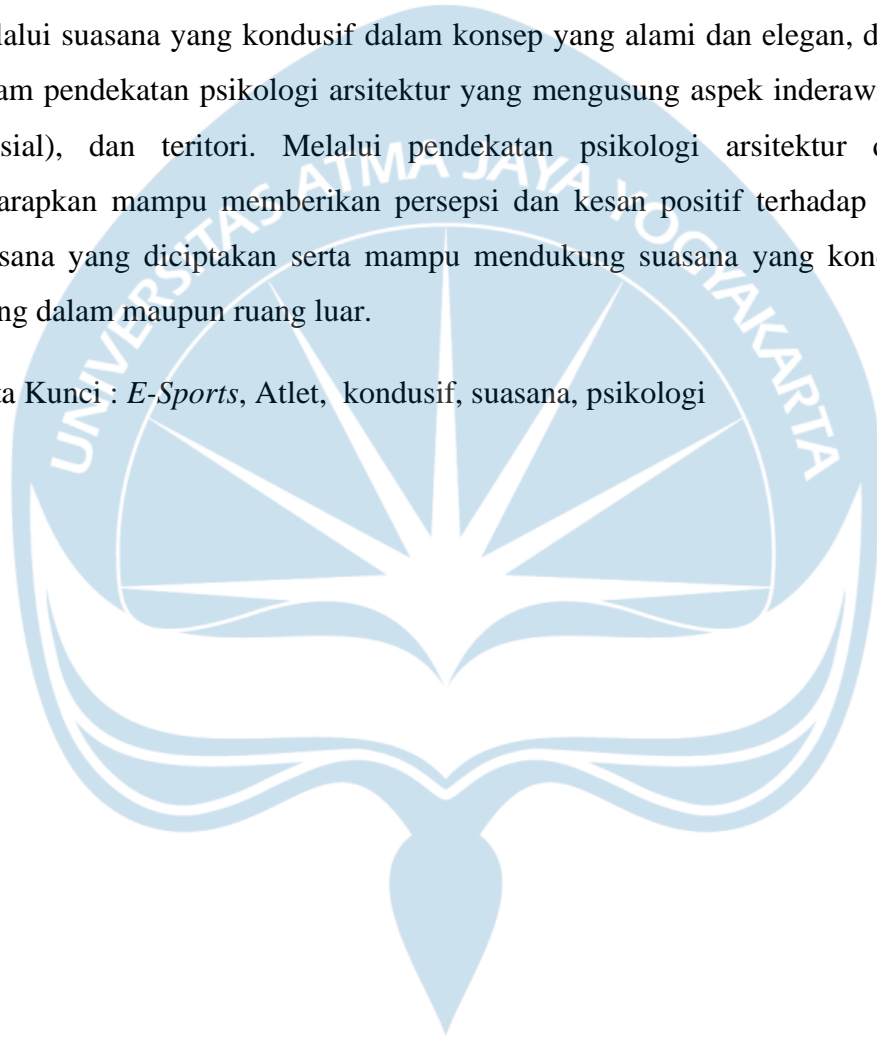 lalui suasana yang kondusif dalam konsep yang alami dan elegan, d
am pendekatan psikologi arsitektur yang mengusung aspek inderaw
sial), dan teritori. Melalui pendekatan psikologi arsitektur
arapkan mampu memberikan persepsi dan kesan positif terhadap
sana yang diciptakan serta mampu mendukung suasana yang kon
ng dalam maupun ruang luar.
ta Kunci : E-Sports, Atlet, kondusif, suasana, psikologi
UNIVERSITAS ATMA JAYA YOGYAKARTA